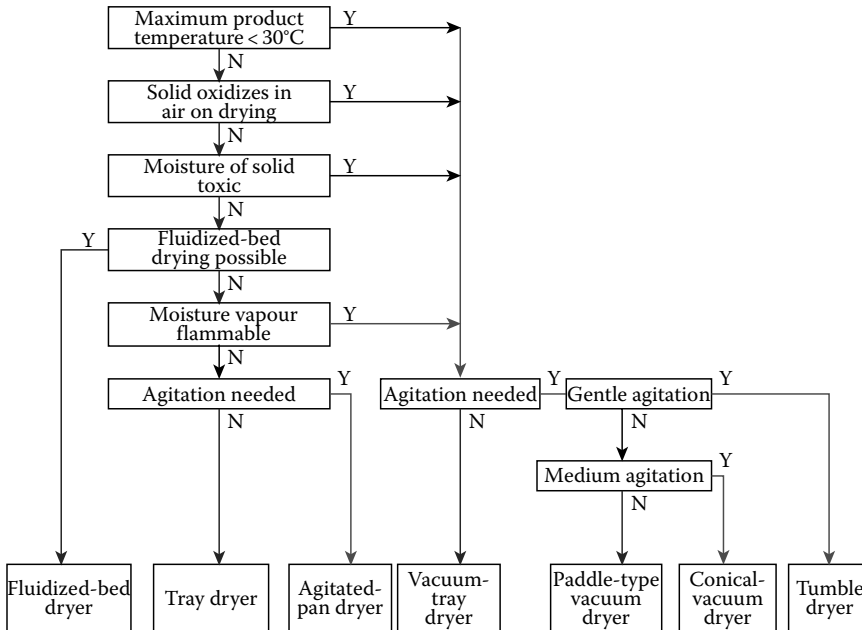 Maximum product
temperature < 30°C
Y
N
Solid oxidizes in
air on drying
Y
N
Moisture of solid
toxic
Y
N
Y
Fluidized-bed
drying possible
N
Moisture vapour
flammable
Y
N
Agitation needed
Y
N
Agitation needed
Y
N
Gentle agitation
Y
N
Medium agitation
Y
N
Fluidized-bed
dryer
Tray dryer
Agitated-
pan dryer
Vacuum-
tray
dryer
Paddle-type
vacuum
dryer
Conical-
vacuum
dryer
Tumble
dryer